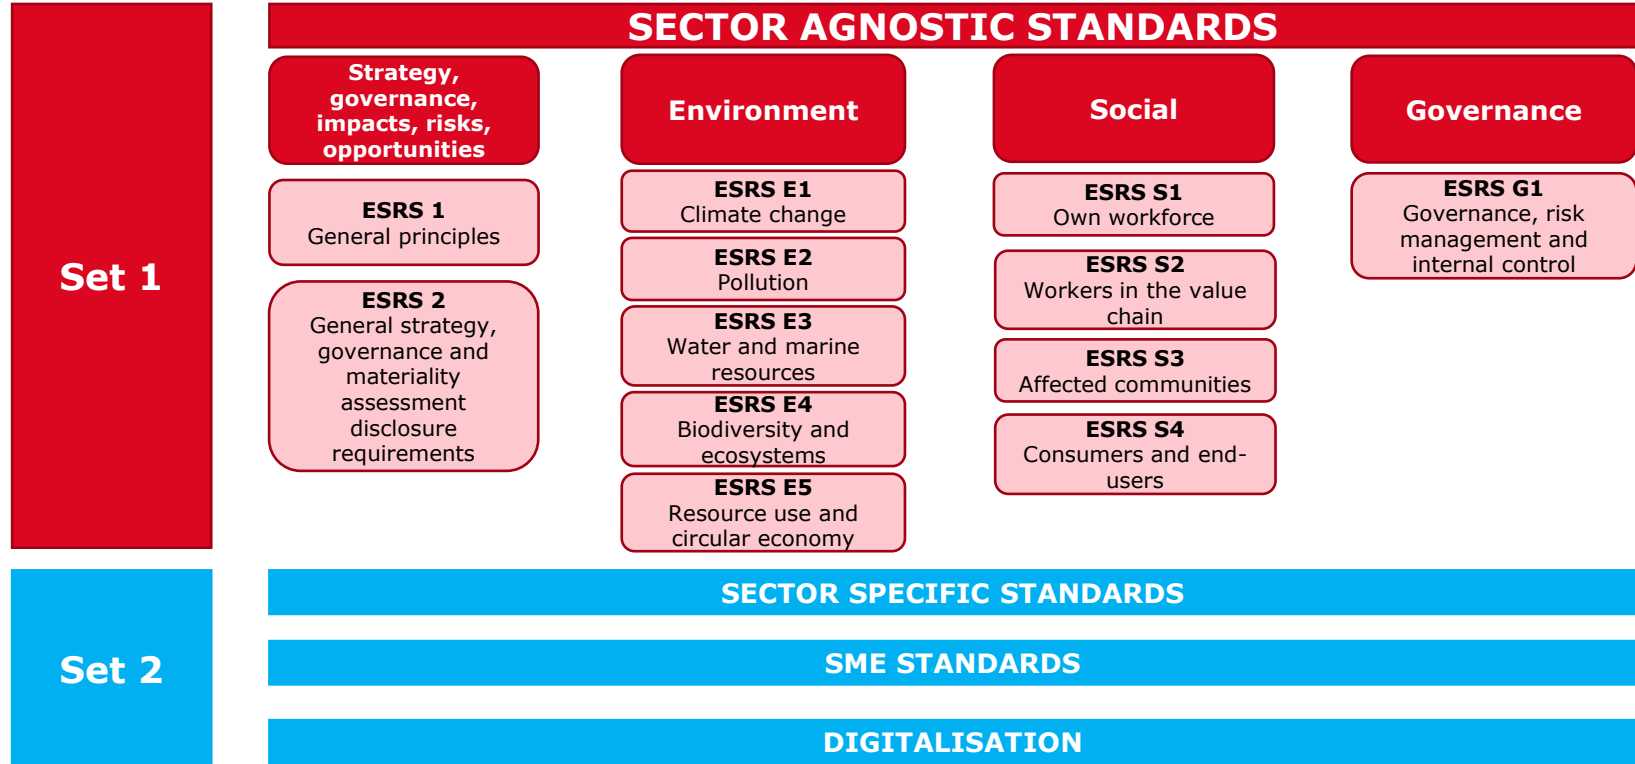 SECTOR AGNOSTIC STANDARDS
Set 1
Strategy,
governance,
impacts, risks,
opportunities
ESRS 1
General principles
ESRS 2
General strategy,
governance and
materiality
assessment
disclosure
requirements
Environment
ESRS E1
Climate change
ESRS E2
Pollution
ESRS E3
Water and marine
resources
ESRS E4
Biodiversity and
ecosystems
ESRS E5
Resource use and
circular economy
Social
ESRS S1
Own workforce
ESRS S2
Workers in the value
chain
ESRS S3
Affected communities
ESRS S4
Consumers and end-
users
Governance
ESRS G1
Governance, risk
management and
internal control
Set 2
SECTOR SPECIFIC STANDARDS
SME STANDARDS
DIGITALISATION